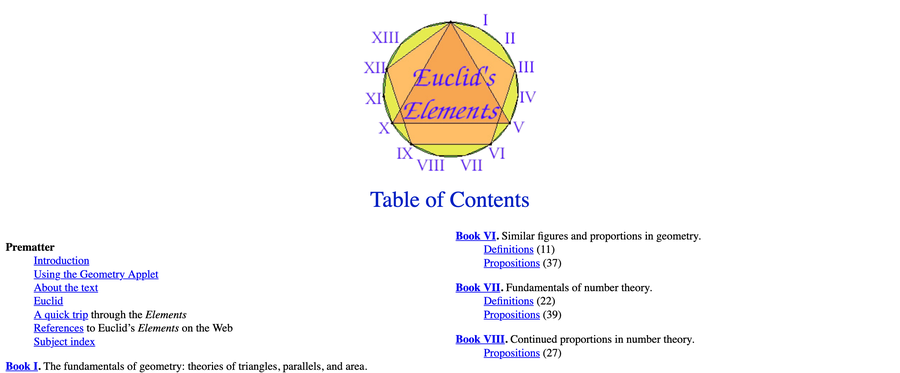 I
II
III
IV
V
VI
VII
VIII
IX
X
XI
XII
XIII
Euclid's
Elements
Table of Contents
Prematter
Introduction
Using the Geometry Applet
About the text
Euclid
A quick trip through the Elements
References to Euclid’s Elements on the Web
Subject index
Book I. The fundamentals of geometry: theories of triangles, parallels, and area.
Book VI. Similar figures and proportions in geometry.
Definitions (11)
Propositions (37)
Book VII. Fundamentals of number theory.
Definitions (22)
Propositions (39)
Book VIII. Continued proportions in number theory.
Propositions (27)